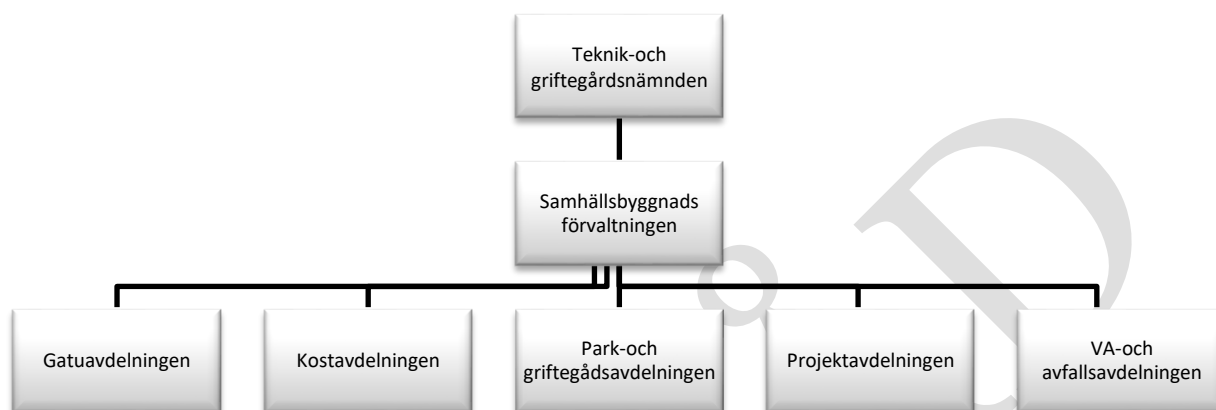 Teknik-och
griftegårdsnämnden
Samhällsbyggnads
förvaltningen
Gatuavdelningen
Kostavdelningen
Park-och
griftegådsavdelningen
Projektavdelningen
VA-och
avfallsavdelningen